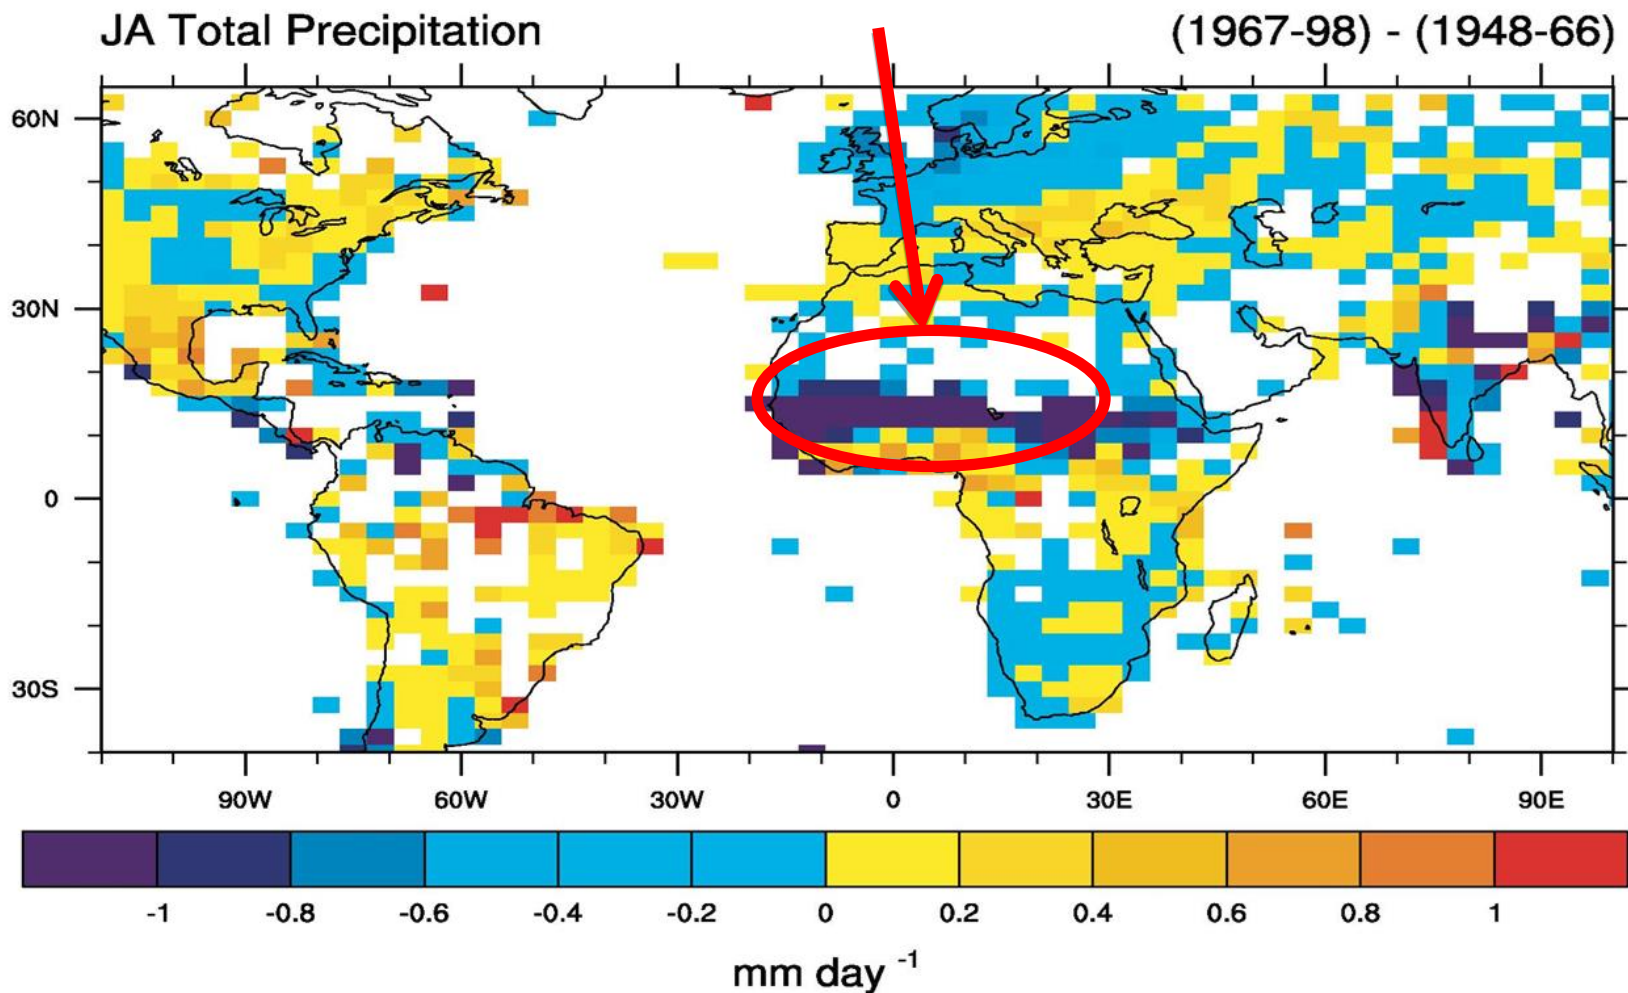 JA Total Precipitation (1967-98) - (1948-66)
60N
30N
0
30S
90W 60W 30W 0 30E 60E 90E
-1 -0.8 -0.6 -0.4 -0.2 0 0.2 0.4 0.6 0.8 1
mm day -1